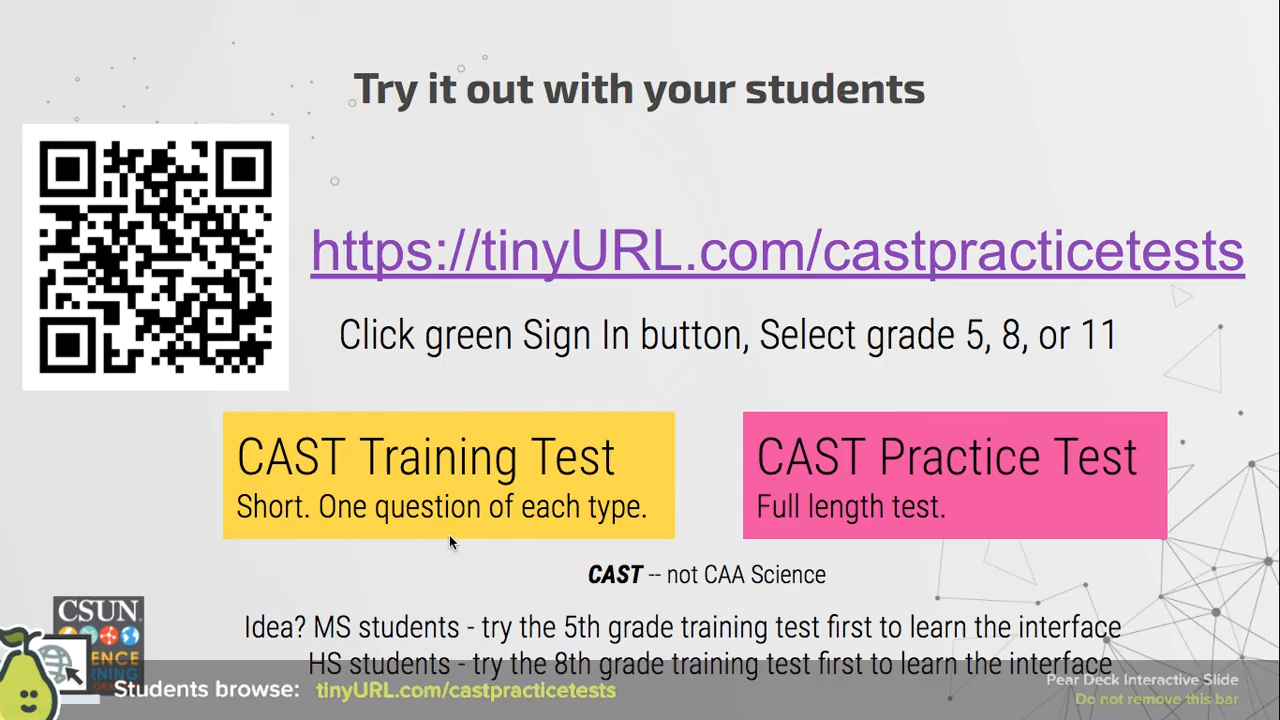 Try it out with your students
https://tinyURL.com/castpracticetests
Click green Sign In button, Select grade 5, 8, or 11
CAST Training Test
Short. One question of each type.
CAST Practice Test
Full length test.
CAST -- not CAA Science
Idea? MS students - try the 5th grade training test first to learn the interface
HS students - try the 8th grade training test first to learn the interface
CSUN
Students browse: tinyURL.com/castpracticetests
Pear Deck Interactive Slide
Do not remove this bar